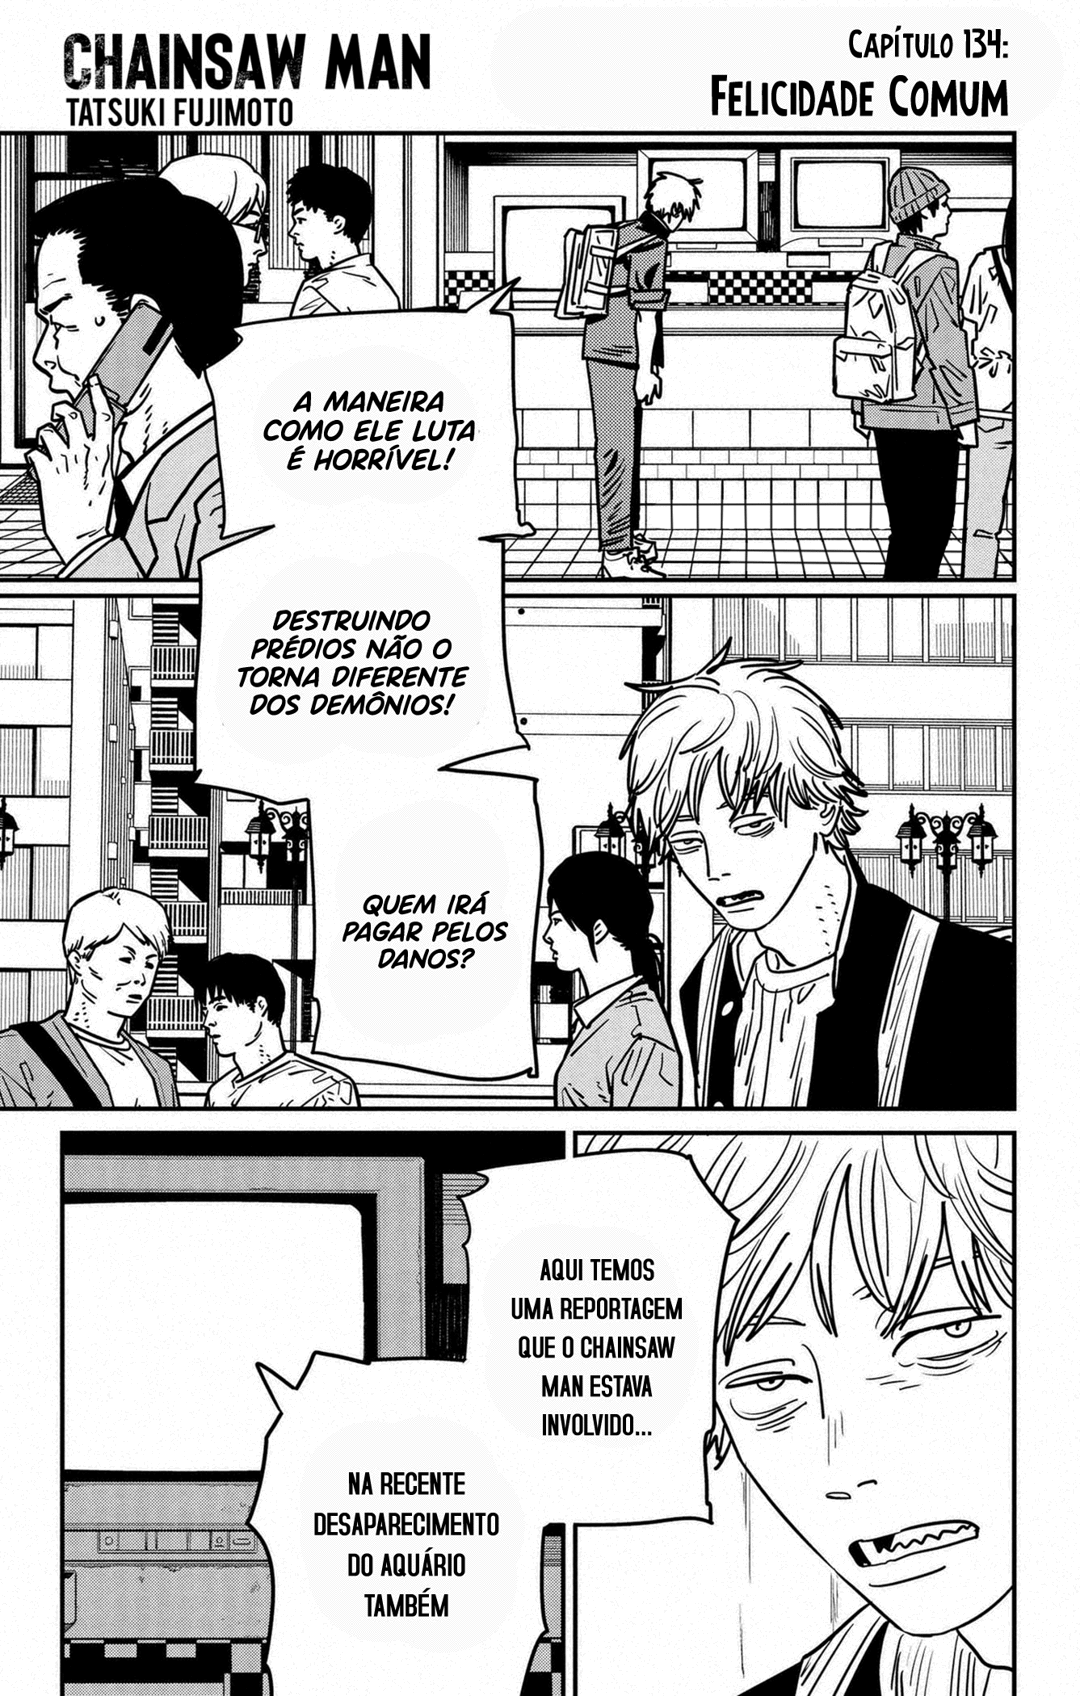 CHAINSAW MAN
TATSUKI FUJIMOTO
CAPÍTULO 134:
FELICIDADE COMUM
A MANEIRA
COMO ELE LUTA
É HORRÍVEL!
DESTRUINDO
PRÉDIOS NÃO O
TORNA DIFERENTE
DOS DEMÔNIOS!
QUEM IRÁ
PAGAR PELOS
DANOS?
AQUI TEMOS
UMA REPORTAGEM
QUE O CHAINSAW
MAN ESTAVA
INVOLVIDO...
NA RECENTE
DESAPARECIMENTO
DO AQUÁRIO
TAMBÉM